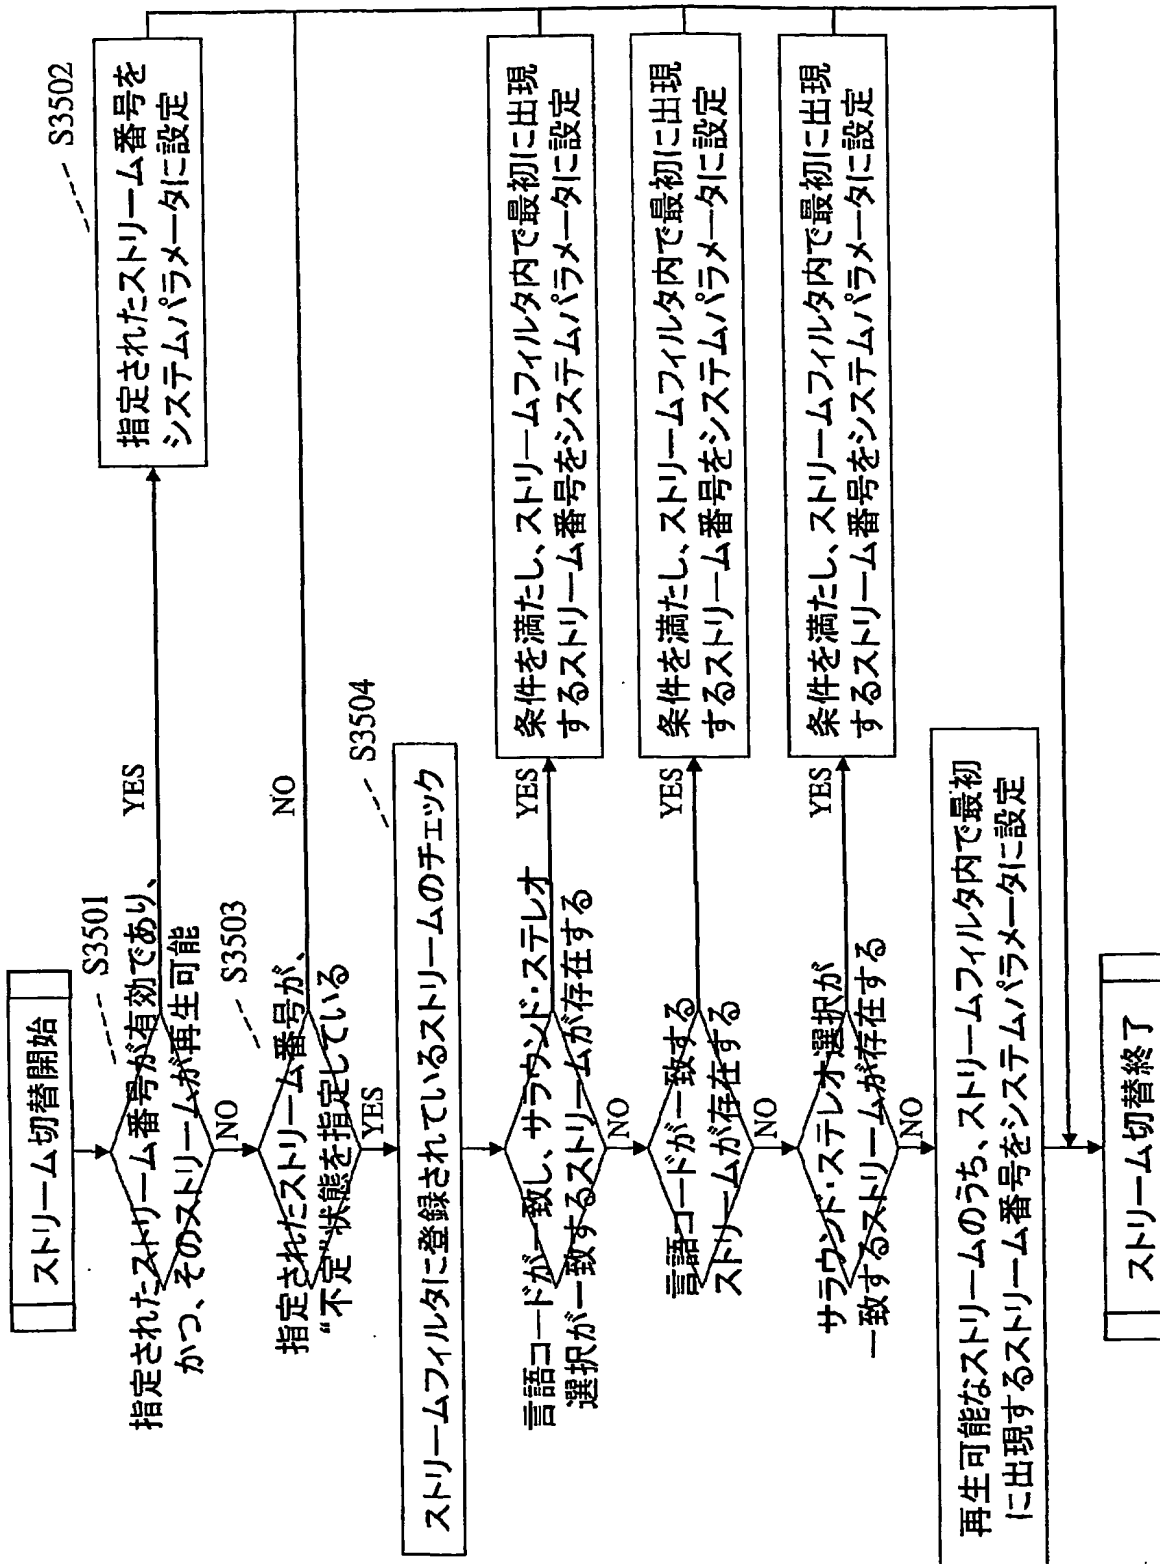 ストリーム切替開始
S3501
指定されたストリーム番号が有効であり、
かつ、そのストリームが再生可能
YES
S3502
指定されたストリーム番号を
システムパラメータに設定
NO
S3503
指定されたストリーム番号が、
“不定”状態を指定している
NO
YES
S3504
ストリームフィルタに登録されているストリームのチェック
言語コードが一致し、サラウンド・ステレオ
選択が一致するストリームが存在する
YES
条件を満たし、ストリームフィルタ内で最初に出現
するストリーム番号をシステムパラメータに設定
NO
言語コードが一致する
ストリームが存在する
YES
条件を満たし、ストリームフィルタ内で最初に出現
するストリーム番号をシステムパラメータに設定
NO
サラウンド・ステレオ選択が
一致するストリームが存在する
YES
条件を満たし、ストリームフィルタ内で最初に出現
するストリーム番号をシステムパラメータに設定
NO
再生可能なストリームのうち、ストリームフィルタ内で最初
に出現するストリーム番号をシステムパラメータに設定
ストリーム切替終了